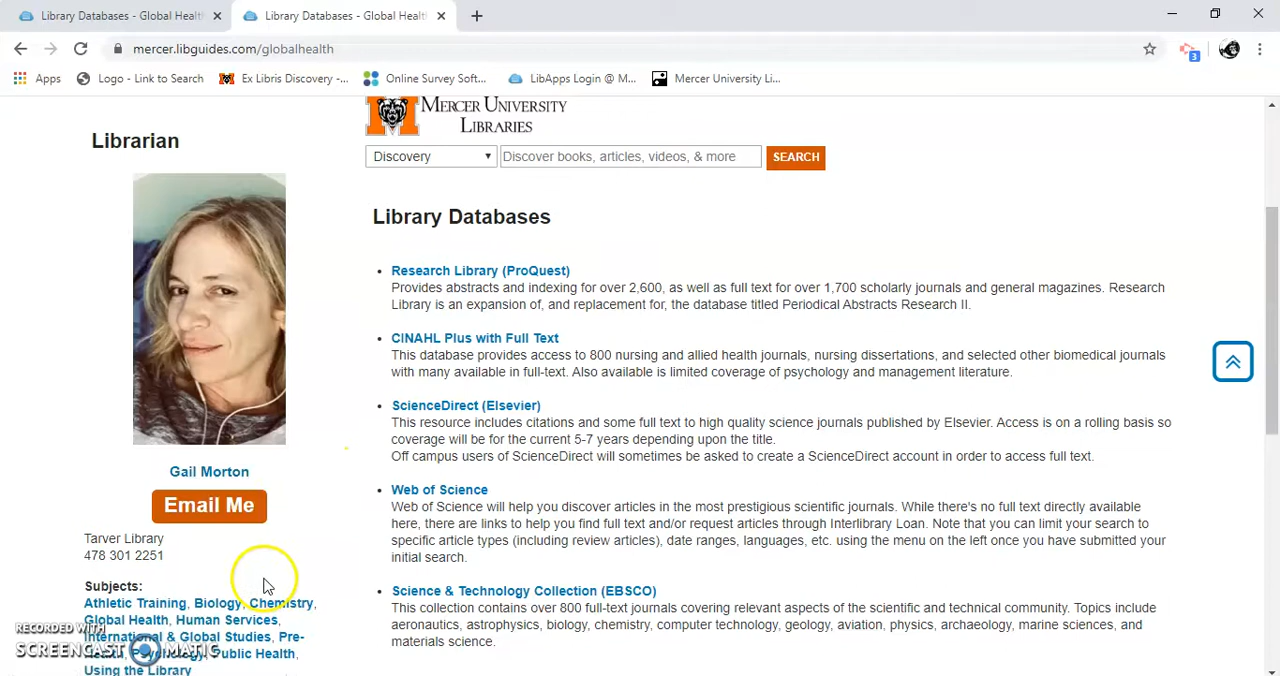 Library Databases - Global Healt
Library Databases - Global Healt
mercer.libguides.com/globalhealth
3
Apps
Logo - Link to Search
Ex Libris Discovery -...
Online Survey Soft...
LibApps Login @ M...
Mercer University Li...
Librarian
Gail Morton
Email Me
Tarver Library
478 301 2251
Subjects:
Athletic Training, Biology, Chemistry,
Global Health, Human Services,
International & Global Studies, Pre-
Health, Psychology, Public Health,
Using the Library
RECORDED WITH
SCREENCAST MATIC
MERCER UNIVERSITY
LIBRARIES
Discovery
Discover books, articles, videos, & more
SEARCH
Library Databases
Research Library (ProQuest)
Provides abstracts and indexing for over 2,600, as well as full text for over 1,700 scholarly journals and general magazines. Research
Library is an expansion of, and replacement for, the database titled Periodical Abstracts Research II.
CINAHL Plus with Full Text
This database provides access to 800 nursing and allied health journals, nursing dissertations, and selected other biomedical journals
with many available in full-text. Also available is limited coverage of psychology and management literature.
ScienceDirect (Elsevier)
This resource includes citations and some full text to high quality science journals published by Elsevier. Access is on a rolling basis so
coverage will be for the current 5-7 years depending upon the title.
Off campus users of ScienceDirect will sometimes be asked to create a ScienceDirect account in order to access full text.
Web of Science
Web of Science will help you discover articles in the most prestigious scientific journals. While there's no full text directly available
here, there are links to help you find full text and/or request articles through Interlibrary Loan. Note that you can limit your search to
specific article types (including review articles), date ranges, languages, etc. using the menu on the left once you have submitted your
initial search.
Science & Technology Collection (EBSCO)
This collection contains over 800 full-text journals covering relevant aspects of the scientific and technical community. Topics include
aeronautics, astrophysics, biology, chemistry, computer technology, geology, aviation, physics, archaeology, marine sciences, and
materials science.